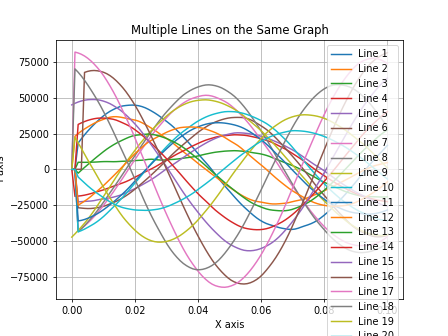 Multiple Lines on the Same Graph
75000
50000
25000
0
−25000
−50000
−75000
0.00
0.02
0.04
0.06
X axis
Line 1
Line 2
Line 3
Line 4
Line 5
Line 6
Line 7
Line 8
Line 9
Line 10
Line 11
Line 12
Line 13
Line 14
Line 15
Line 16
Line 17
Line 18
Line 19
Line 20